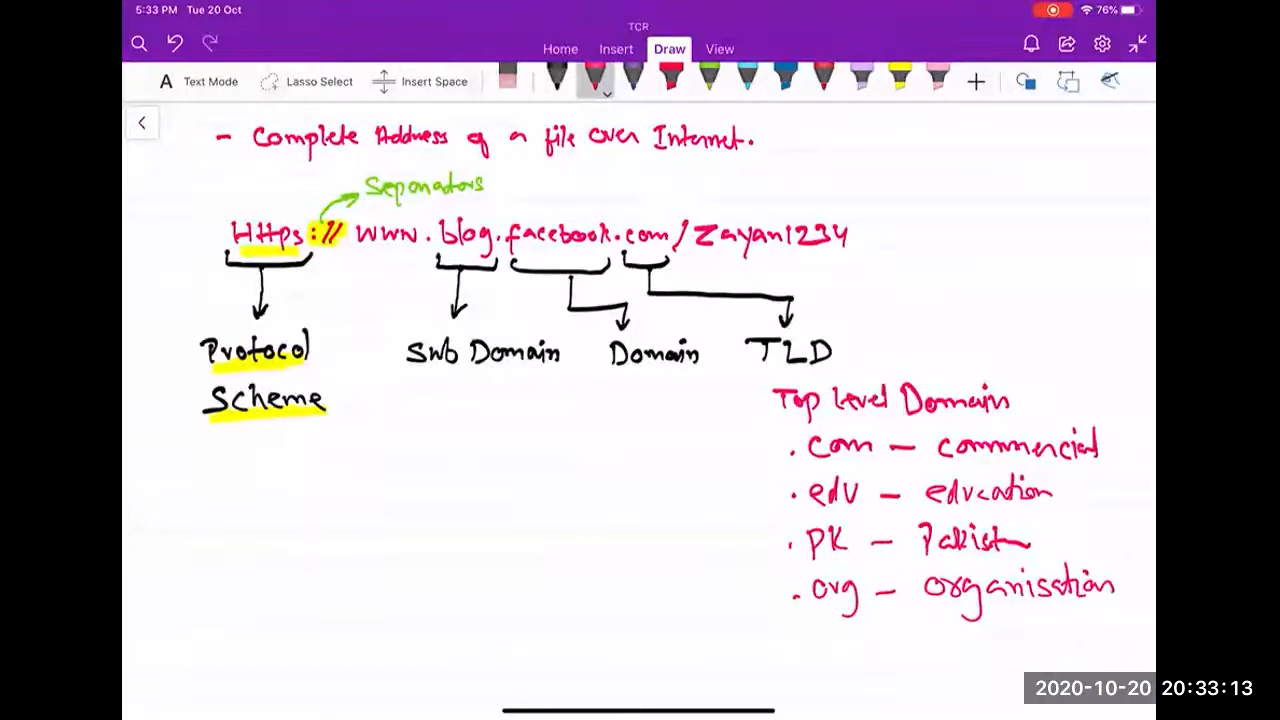 5:33 PM Tue 20 Oct
76%
TCR
Home Insert Draw View
Text Mode Lasso Select Insert Space
- Complete Address of a file over Internet.
Separators
Https://www.blog.facebook.com/Zayan1234
Protocol Sub Domain Domain TLD
Scheme
Top Level Domain
.com - commercial
.edu - education
.pk - Pakistan
.org - organisation
2020-10-20 20:33:13